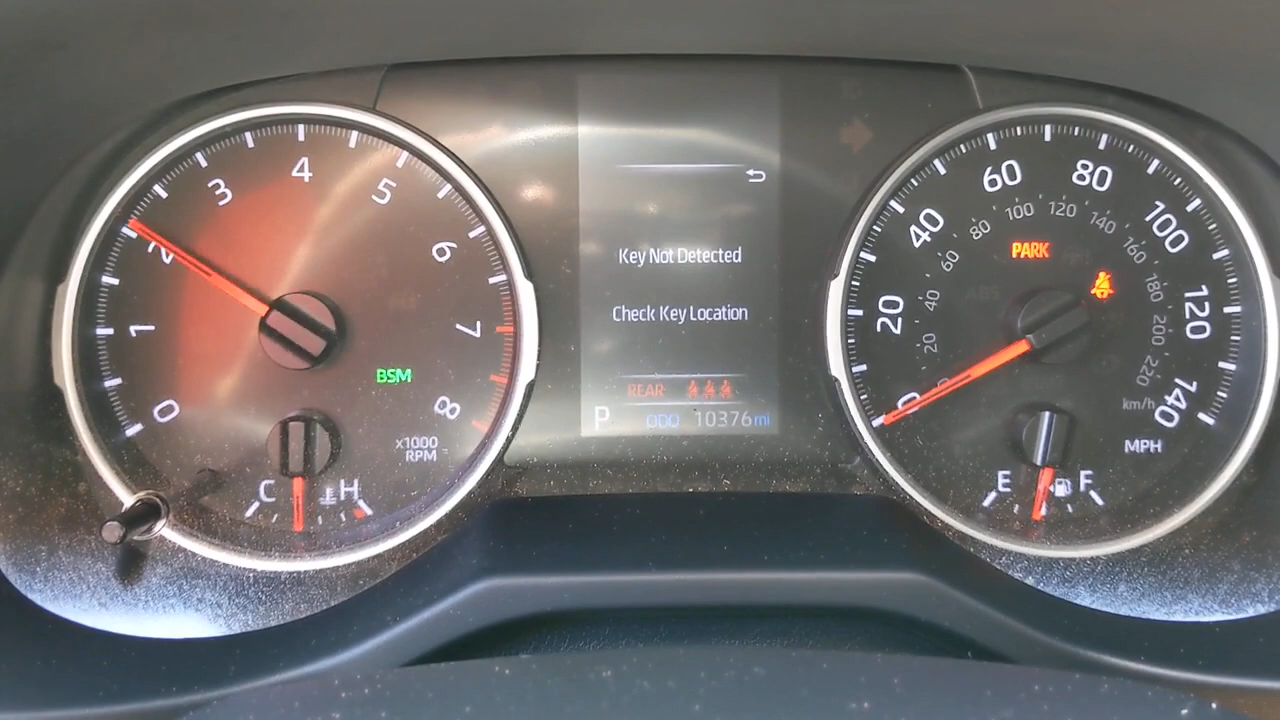 0
1
2
3
4
5
6
7
8
BSM
x1000
RPM
C H
Key Not Detected
Check Key Location
REAR
P ODO 10376 mi
0
20
40
60
80
100
120
140
20
40
60
80
100
120
140
160
180
200
220
km/h
MPH
PARK
E F